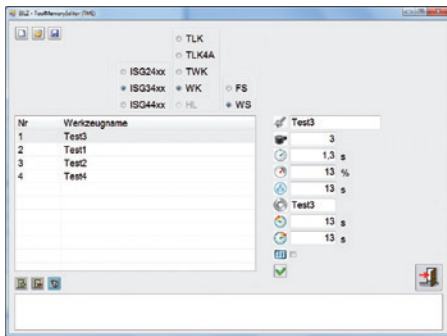 BILZ - ToolMemoryEditor (TME)
TLK
TLK4A
ISG24xx TWK
ISG34xx WK FS
ISG44xx HL WS
Nr Werkzeugname
1 Test3
2 Test1
3 Test2
4 Test4
Test3
3
1,3 s
13 %
13 s
Test3
13 s
13 s